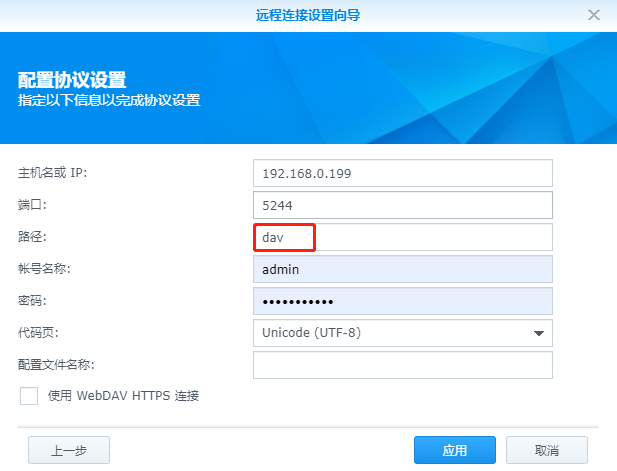 远程连接设置向导
配置协议设置
指定以下信息以完成协议设置
主机名或 IP: 192.168.0.199
端口: 5244
路径: dav
帐号名称: admin
密码: •••••••••••
代码页: Unicode (UTF-8)
配置文件名称:
使用 WebDAV HTTPS 连接
上一步 应用 取消